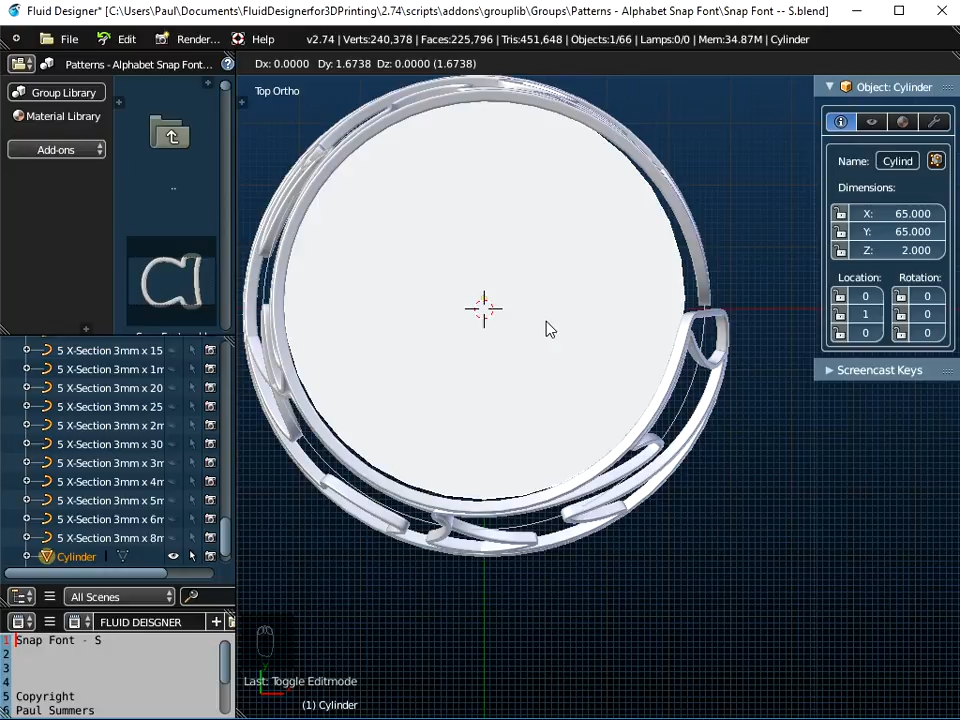 Fluid Designer* [C:\Users\Paul\Documents\FluidDesignerfor3DPrinting\2.74\scripts\addons\grouplib\Groups\Patterns - Alphabet Snap Font\Snap Font -- S.blend]
File Edit Render... Help v2.74 | Verts:240,378 | Faces:225,796 | Tris:451,648 | Objects:1/66 | Lamps:0/0 | Mem:34.87M | Cylinder
Patterns - Alphabet Snap Font...
Dx: 0.0000 Dy: 1.6738 Dz: 0.0000 (1.6738)
Group Library
Material Library
Add-ons
..
Top Ortho
Object: Cylinder
Name: Cylind
Dimensions:
X: 65.000
Y: 65.000
Z: 2.000
Location: Rotation:
0 0
1 0
0 0
Screencast Keys
5 X-Section 3mm x 15
5 X-Section 3mm x 1m
5 X-Section 3mm x 20
5 X-Section 3mm x 25
5 X-Section 3mm x 2m
5 X-Section 3mm x 30
5 X-Section 3mm x 3m
5 X-Section 3mm x 4m
5 X-Section 3mm x 5m
5 X-Section 3mm x 6m
5 X-Section 3mm x 8m
Cylinder
All Scenes
FLUID DEISGNER
1 Snap Font - S
2
3
4
5 Copyright
6 Paul Summers
Last: Toggle Editmode
(1) Cylinder